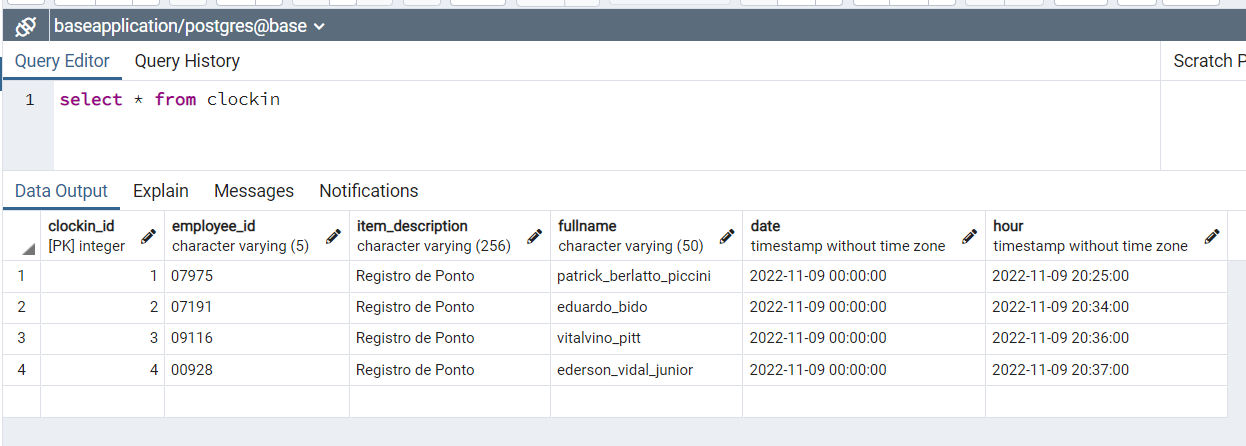 baseapplication/postgres@base
Query Editor Query History Scratch P
1 select * from clockin
Data Output Explain Messages Notifications
clockin_id employee_id item_description fullname date hour
[PK] integer character varying (5) character varying (256) character varying (50) timestamp without time zone timestamp without time zone
1 1 07975 Registro de Ponto patrick_berlatto_piccini 2022-11-09 00:00:00 2022-11-09 20:25:00
2 2 07191 Registro de Ponto eduardo_bido 2022-11-09 00:00:00 2022-11-09 20:34:00
3 3 09116 Registro de Ponto vitalvino_pitt 2022-11-09 00:00:00 2022-11-09 20:36:00
4 4 00928 Registro de Ponto ederson_vidal_junior 2022-11-09 00:00:00 2022-11-09 20:37:00